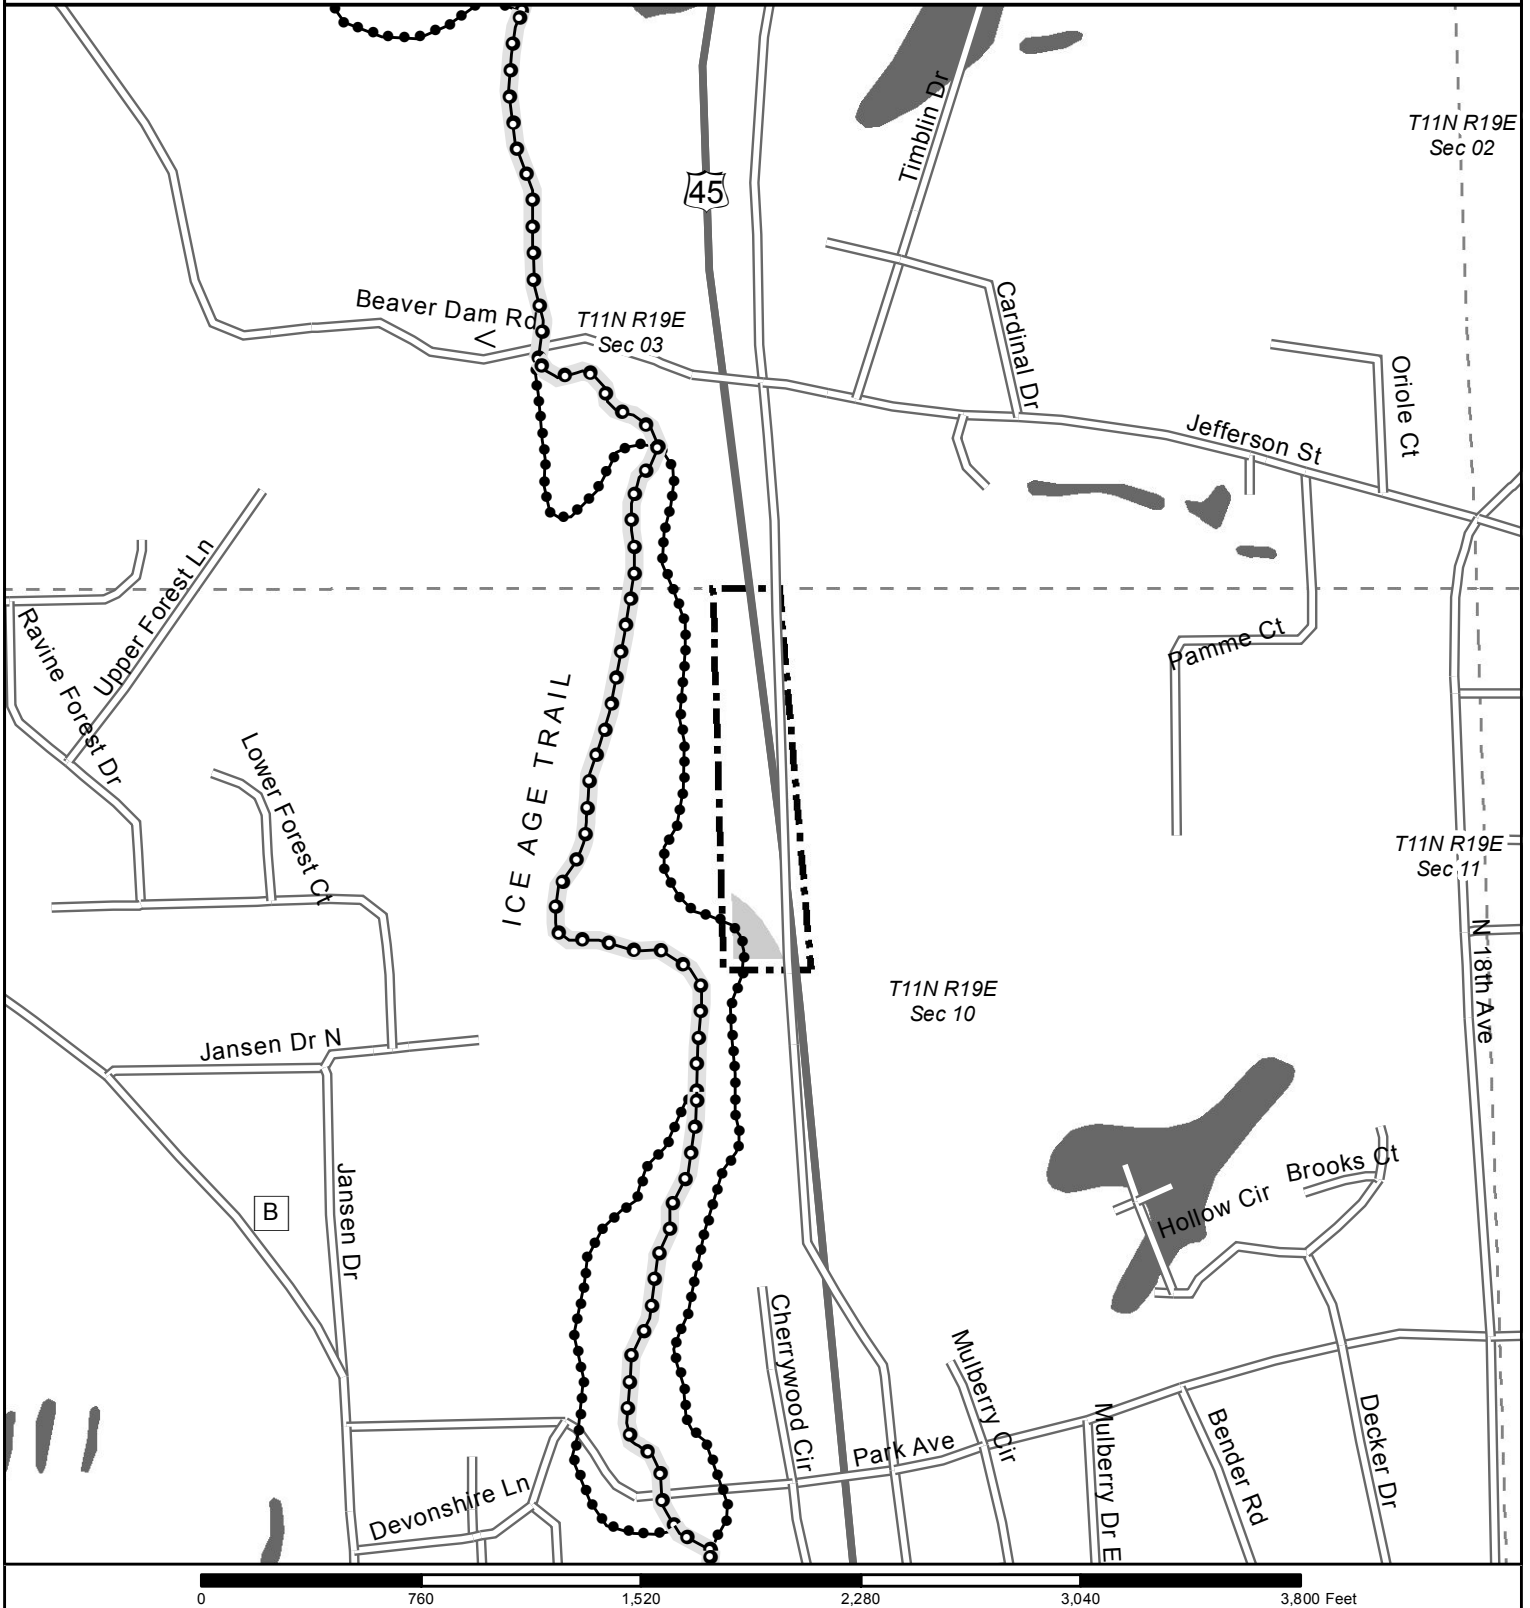 Timblin Dr
T11N R19E
Sec 02
45
Beaver Dam Rd
<
T11N R19E
Sec 03
Cardinal Dr
Oriole Ct
Jefferson St
Upper Forest Ln
Ravine Forest Dr
Pamme Ct
ICE AGE TRAIL
Lower Forest Ct
T11N R19E
Sec 11
N 18th Ave
T11N R19E
Sec 10
Jansen Dr N
Jansen Dr
B
Brooks Ct
Hollow Cir
Cherrywood Cir
Mulberry Cir
Park Ave
Mulberry Dr E
Bender Rd
Decker Dr
Devonshire Ln
0 760 1,520 2,280 3,040 3,800 Feet